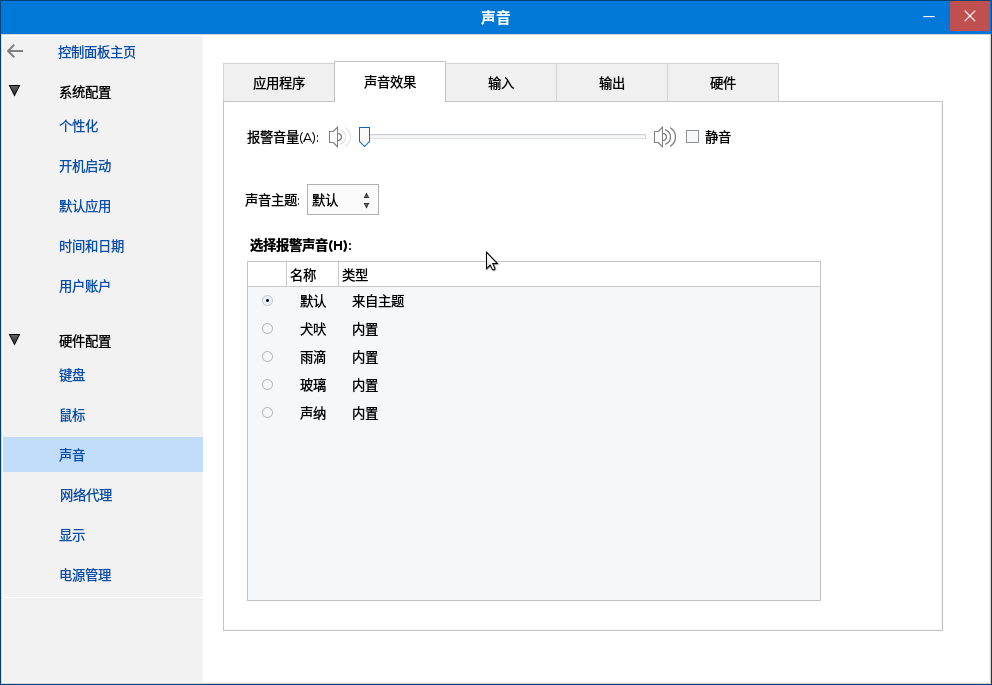 声音
控制面板主页
系统配置
个性化
开机启动
默认应用
时间和日期
用户账户
硬件配置
键盘
鼠标
声音
网络代理
显示
电源管理
应用程序 声音效果 输入 输出 硬件
报警音量(A): 静音
声音主题: 默认
选择报警声音(H):
名称 类型
默认 来自主题
犬吠 内置
雨滴 内置
玻璃 内置
声纳 内置